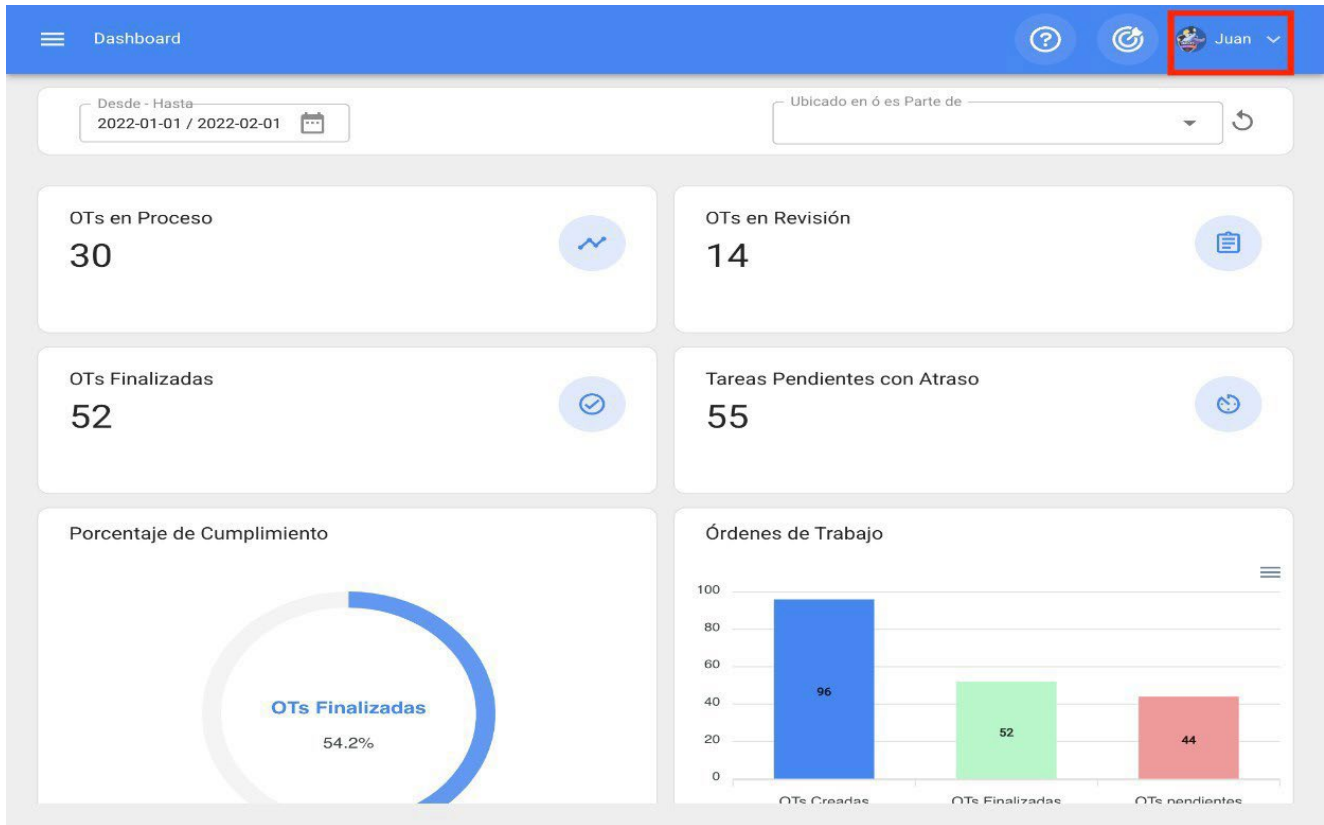 Dashboard
Juan
Desde - Hasta
2022-01-01 / 2022-02-01
Ubicado en ó es Parte de
OTs en Proceso
30
OTs en Revisión
14
OTs Finalizadas
52
Tareas Pendientes con Atraso
55
Porcentaje de Cumplimiento
OTs Finalizadas
54.2%
Órdenes de Trabajo
100
80
60
40
20
0
96
52
44
OTs Creadas
OTs Finalizadas
OTs pendientes